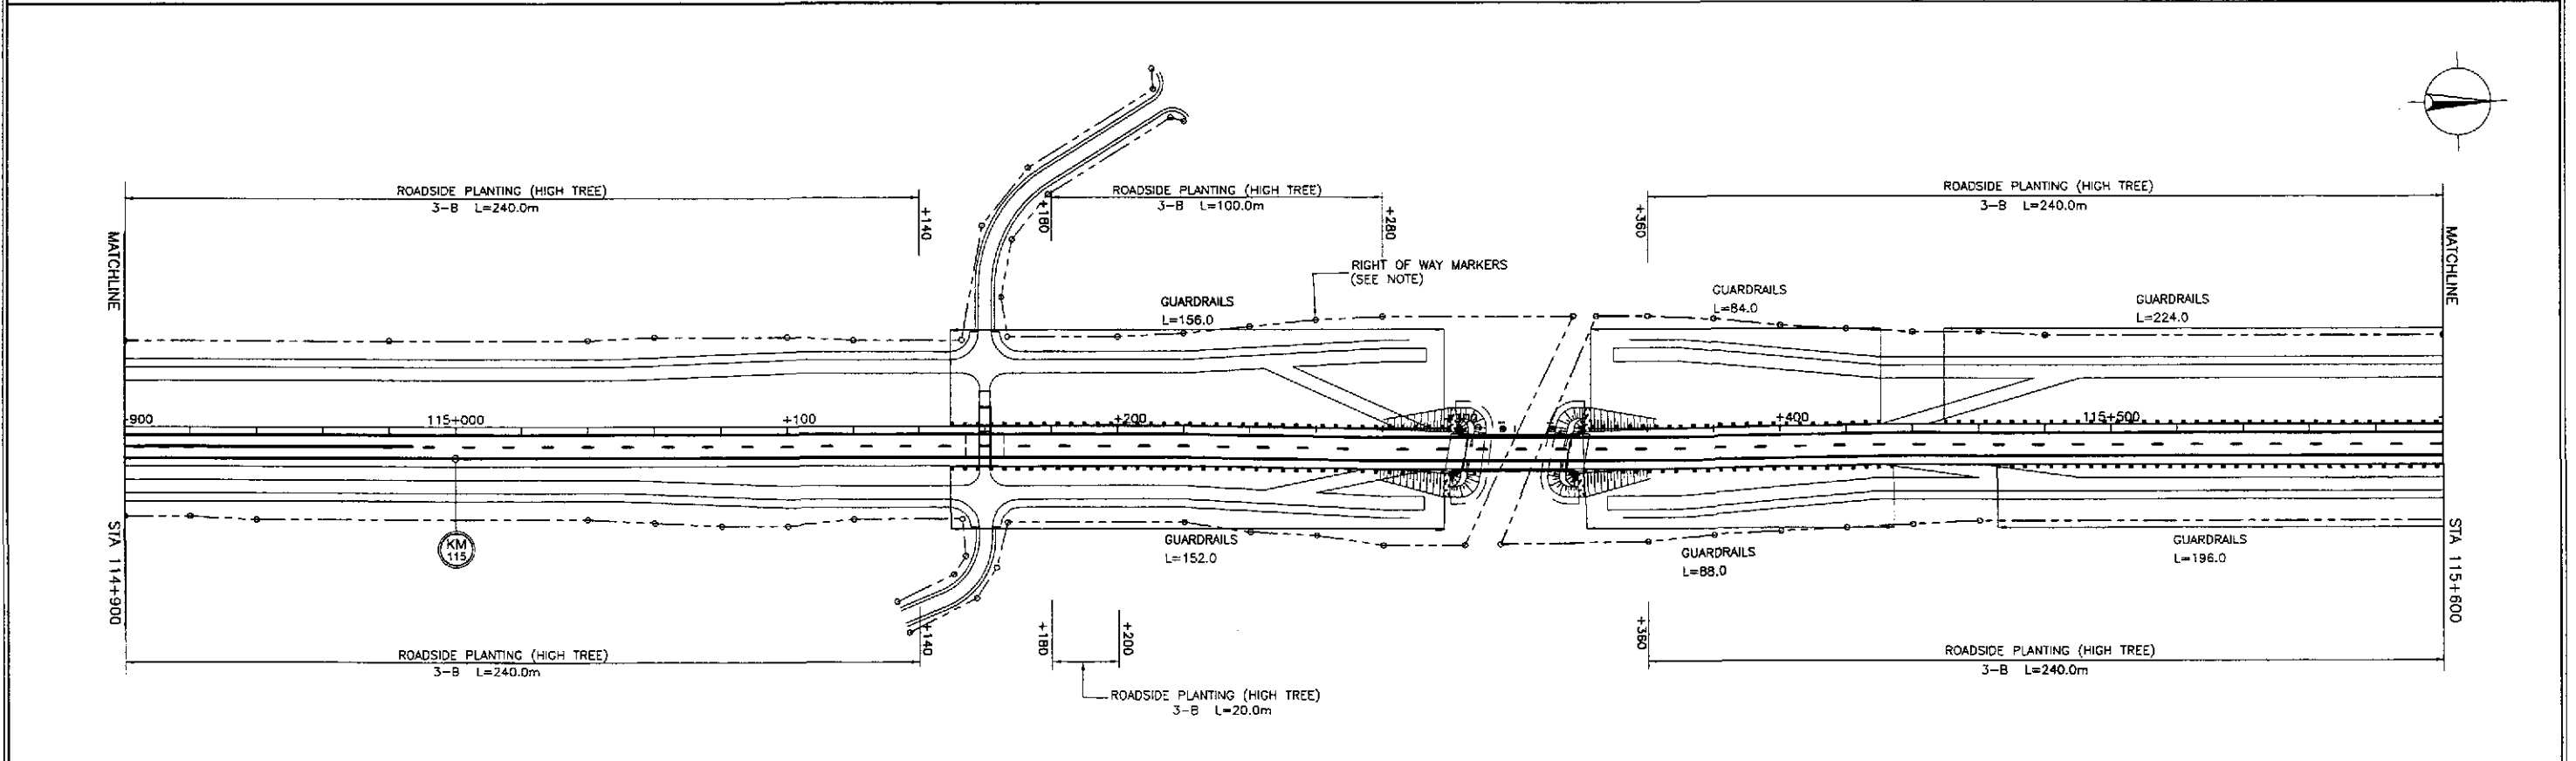 ROADSIDE PLANTING (HIGH TREE)
3-B L=240.0m
+140
+180
ROADSIDE PLANTING (HIGH TREE)
3-B L=100.0m
+280
+360
ROADSIDE PLANTING (HIGH TREE)
3-B L=240.0m
MATCHLINE
MATCHLINE
RIGHT OF WAY MARKERS
(SEE NOTE)
GUARDRAILS
L=156.0
GUARDRAILS
L=84.0
GUARDRAILS
L=224.0
+900
115+000
+100
+200
+400
115+500
STA 114+900
STA 115+600
KM
115
GUARDRAILS
L=152.0
GUARDRAILS
L=88.0
GUARDRAILS
L=196.0
+140
+180
+200
+360
ROADSIDE PLANTING (HIGH TREE)
3-B L=240.0m
ROADSIDE PLANTING (HIGH TREE)
3-B L=20.0m
ROADSIDE PLANTING (HIGH TREE)
3-B L=240.0m